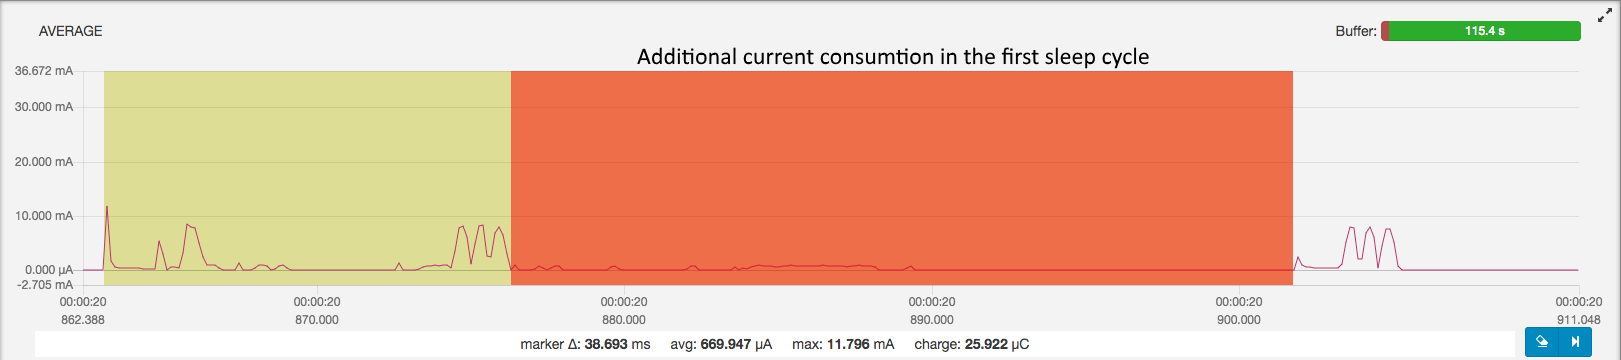 AVERAGE
Buffer: 115.4 s
Additional current consumtion in the first sleep cycle
36.672 mA
30.000 mA
20.000 mA
10.000 mA
0.000 µA
-2.705 mA
00:00:20 00:00:20 00:00:20 00:00:20 00:00:20 00:00:20
862.388 870.000 880.000 890.000 900.000 911.048
marker Δ: 38.693 ms avg: 669.947 µA max: 11.796 mA charge: 25.922 µC